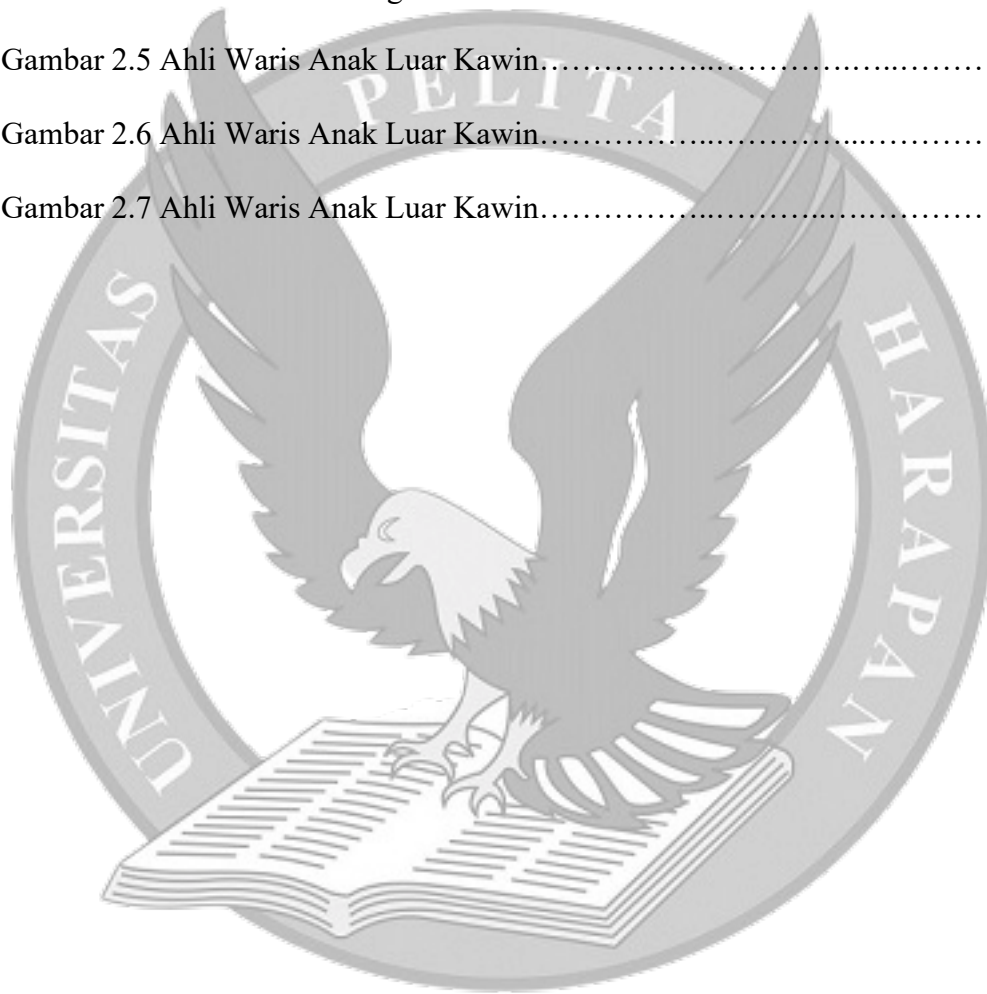 Gambar 2.5 Ahli Waris Anak Luar Kawin……………..…………..…..………
Gambar 2.6 Ahli Waris Anak Luar Kawin……………..…………...…………
Gambar 2.7 Ahli Waris Anak Luar Kawin……………..………..…..…………
UNIVERSITAS PELITA HARAPAN